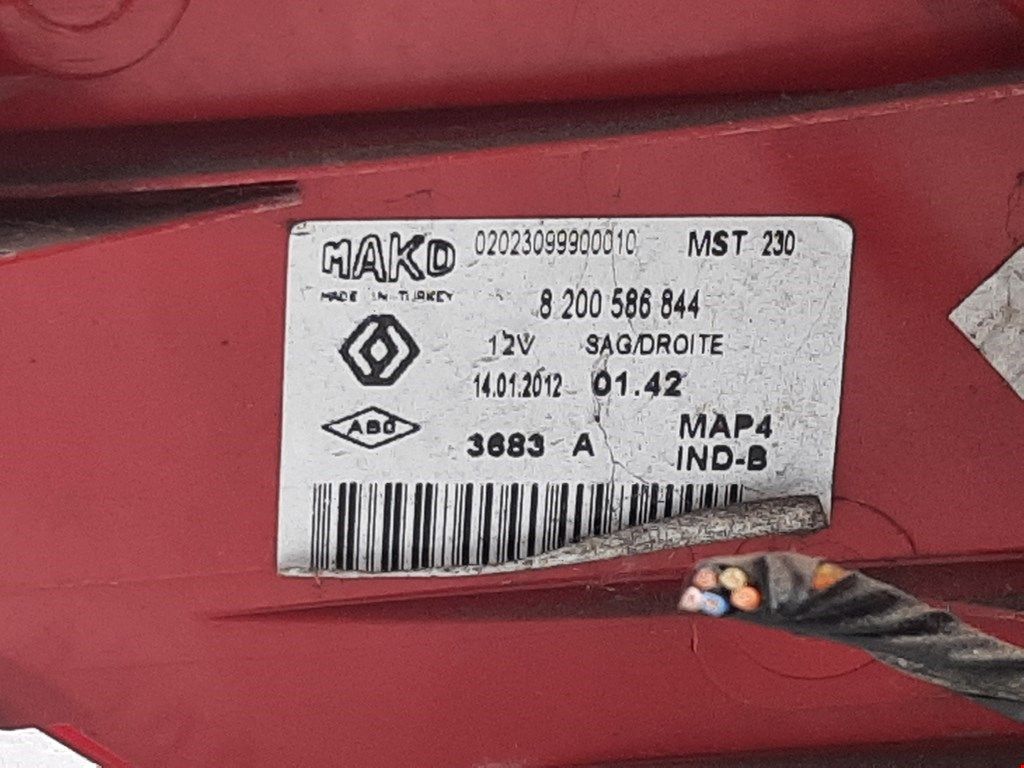 MAKO 02023099900010 MST 230
MADE IN TURKEY
8 200 586 844
12V SAG/DROITE
14.01.2012 01.42
ABO
3683 A MAP4
IND-B